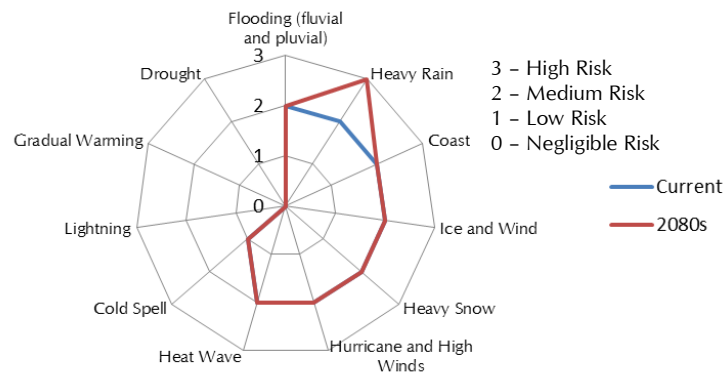 Flooding (fluvial
and pluvial)
3
2
1
0
Heavy Rain
Coast
Ice and Wind
Heavy Snow
Hurricane and High
Winds
Heat Wave
Cold Spell
Lightning
Gradual Warming
Drought
3 – High Risk
2 – Medium Risk
1 – Low Risk
0 – Negligible Risk
Current
2080s